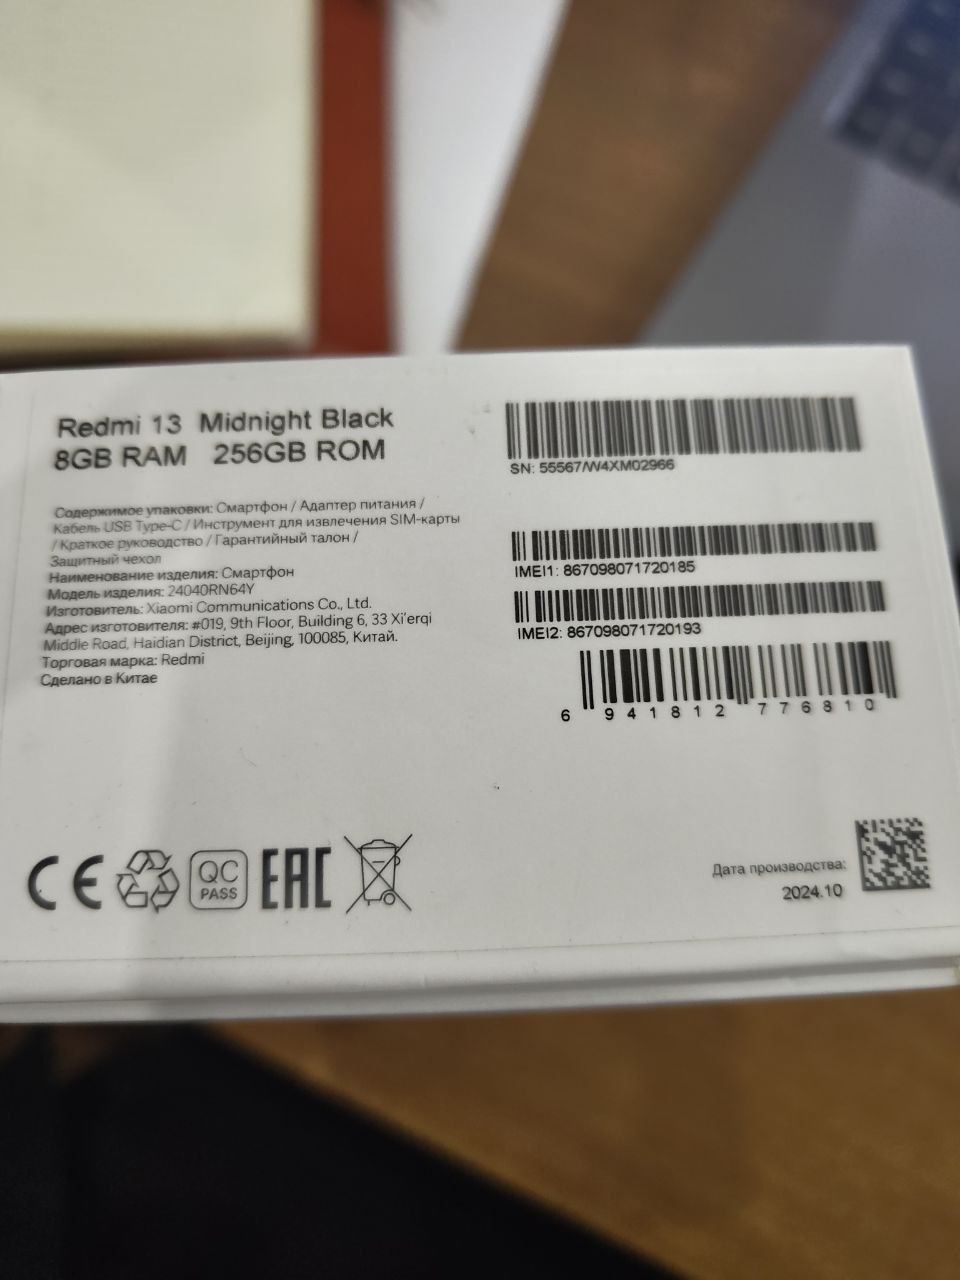 Redmi 13 Midnight Black
8GB RAM 256GB ROM
Содержимое упаковки: Смартфон / Адаптер питания /
Кабель USB Type-C / Инструмент для извлечения SIM-карты
/ Краткое руководство / Гарантийный талон /
Защитный чехол
Наименование изделия: Смартфон
Модель изделия: 24040RN64Y
Изготовитель: Xiaomi Communications Co., Ltd.
Адрес изготовителя: #019, 9th Floor, Building 6, 33 Xi'erqi
Middle Road, Haidian District, Beijing, 100085, Китай.
Торговая марка: Redmi
Сделано в Китае
SN: 55567/W4XM02966
IMEI1: 867098071720185
IMEI2: 867098071720193
6 941812 776810
CE
QC
PASS
EAC
Дата производства:
2024.10